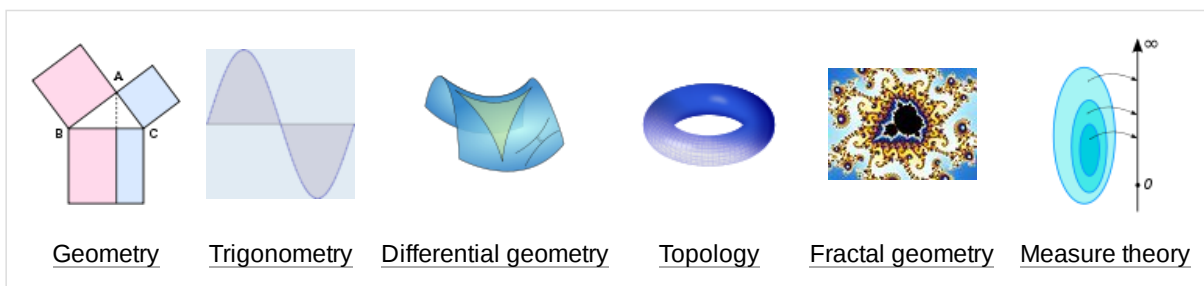 A
B
C
∞
0
Geometry
Trigonometry
Differential geometry
Topology
Fractal geometry
Measure theory